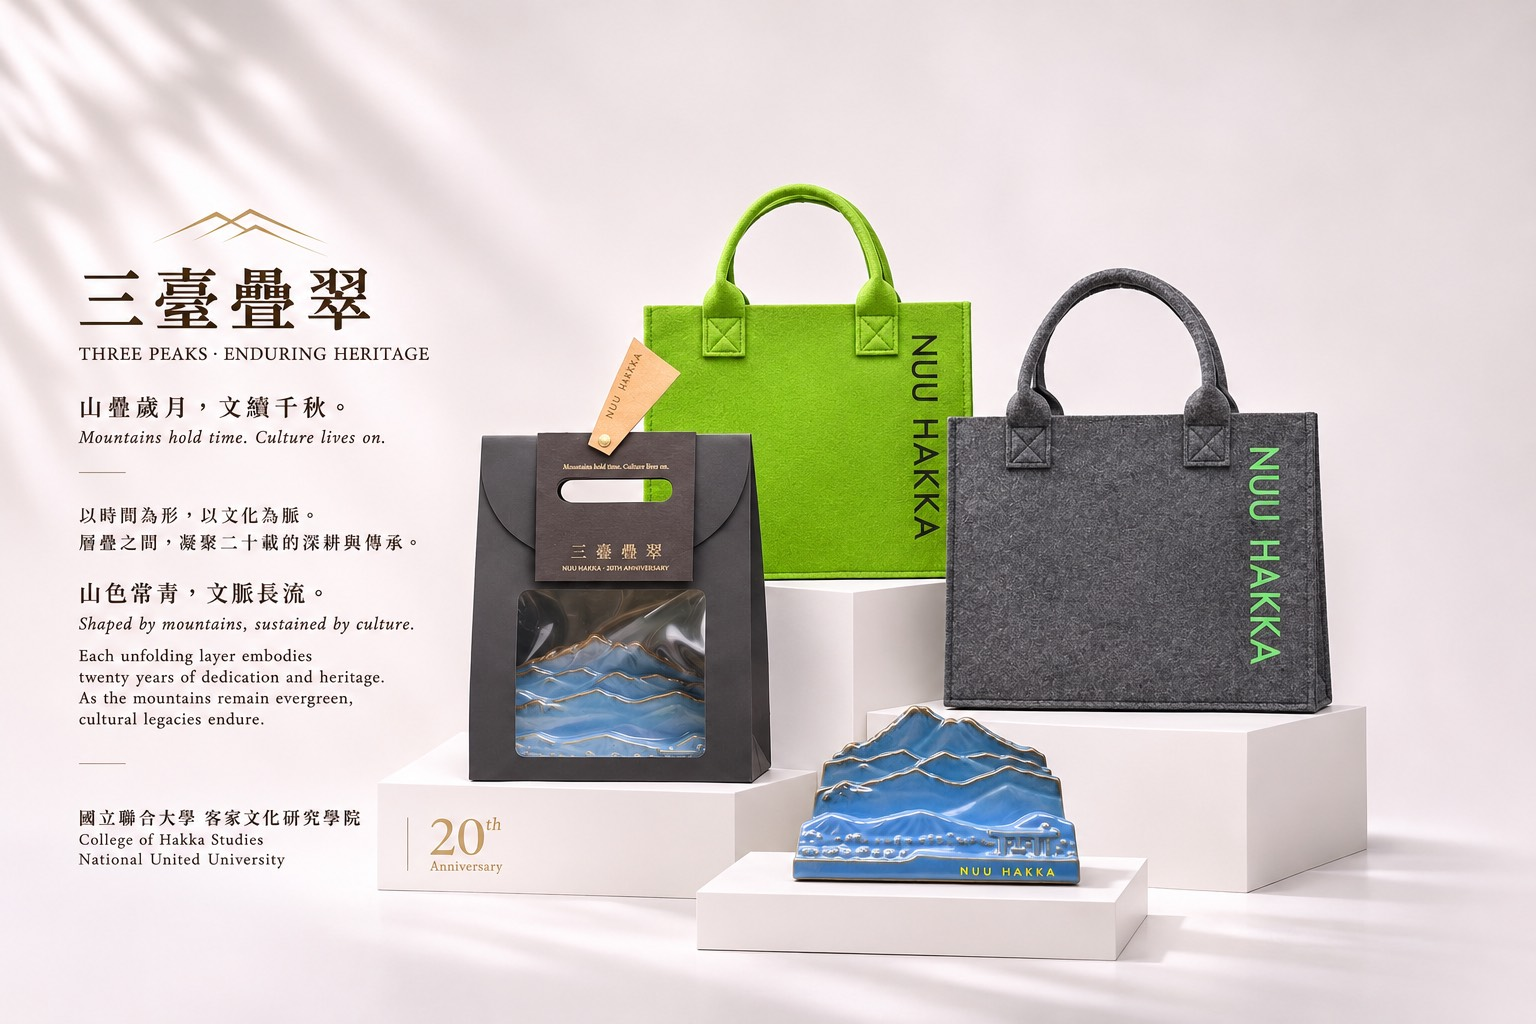 三臺疊翠
THREE PEAKS · ENDURING HERITAGE
山疊歲月，文續千秋。
Mountains hold time. Culture lives on.
以時間為形，以文化為脈。
層疊之間，凝聚二十載的深耕與傳承。
山色常青，文脈長流。
Shaped by mountains, sustained by culture.
Each unfolding layer embodies
twenty years of dedication and heritage.
As the mountains remain evergreen,
cultural legacies endure.
國立聯合大學 客家文化研究學院
College of Hakka Studies
National United University
20th
Anniversary
NUU HAKKKA
Mountains hold time. Culture lives on.
三臺疊翠
NUU HAKKA · 20TH ANNIVERSARY
NUU HAKKA
NUU HAKKA
NUU HAKKA